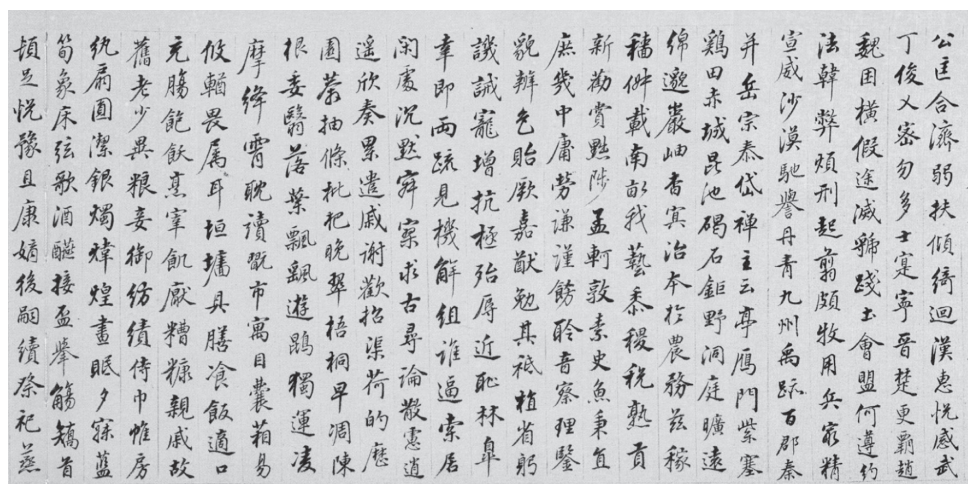 公匡合濟弱扶傾綺迴漢惠悅感武
丁俊乂密勿多士寔寧晉楚更霸趙
魏困橫假途滅虢踐土會盟何遵約
法韓弊煩刑起翦頗牧用兵最精
宣威沙漠馳譽丹青九州禹跡百郡秦
并岳宗泰岱禪主云亭鴈門紫塞
鷄田赤城昆池碣石鉅野洞庭曠遠
綿邈巖岫杳冥治本於農務茲稼
穡俶載南畝我藝黍稷稅熟貢
新勸賞黜陟孟軻敦素史魚秉直
庶幾中庸勞謙謹飭聆音察理鑒
貌辨色貽厥嘉猷勉其祗植省躬
譏誡寵增抗極殆辱近恥林皋
幸即兩疏見機解組誰逼索居
閑處沉默寂寥求古尋論散慮逍
遙欣奏累遣慼謝歡招渠荷的歷
園莽抽條枇杷晚翠梧桐早凋陳
根委翳落葉飄颻遊鵾獨運凌
摩絳霄耽讀翫市寓目囊箱易
攸輶畏屬耳垣牆具膳飡飯適口
充腸飽飫烹宰飢厭糟糠親戚故
舊老少異糧妾御紡績侍巾帷房
紈扇圓潔銀燭煒煌晝眠夕寐藍
筍象床弦歌酒醼接盃舉觴矯首
頓足悅豫且康嫡後嗣續祭祀蒸